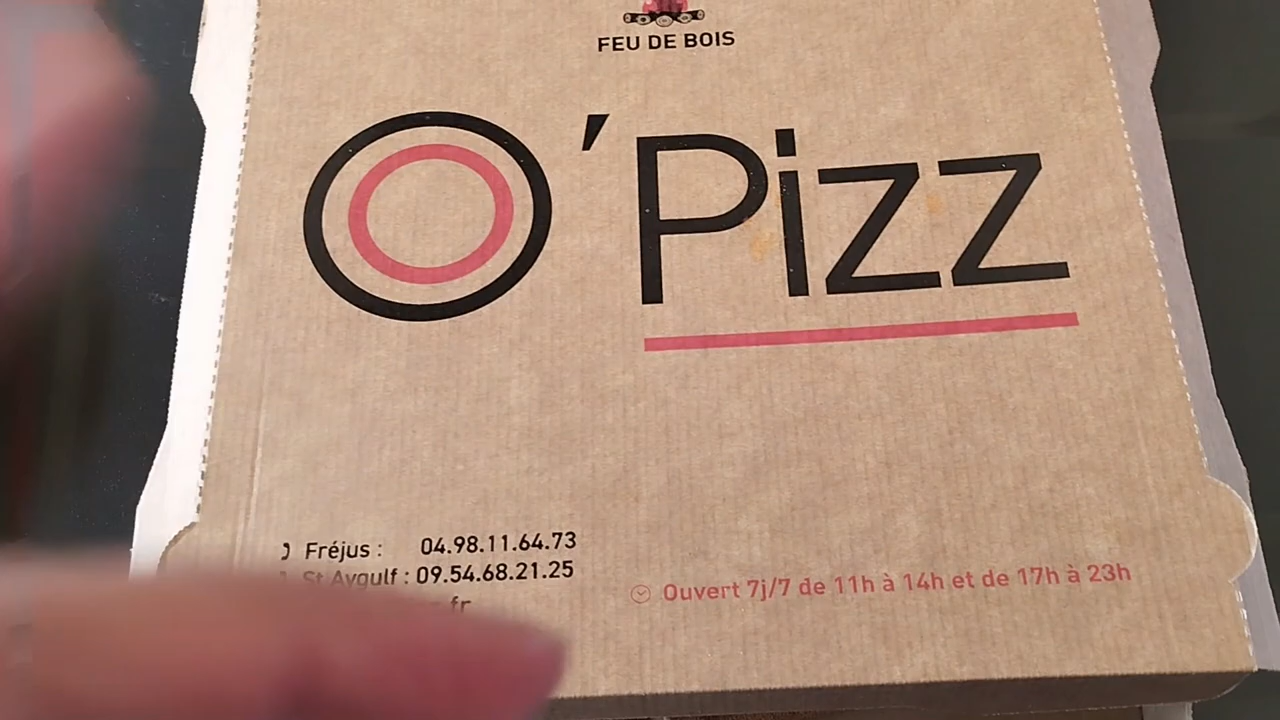 FEU DE BOIS
O'Pizz
Fréjus : 04.98.11.64.73
St Aygulf : 09.54.68.21.25
.fr
Ouvert 7j/7 de 11h à 14h et de 17h à 23h